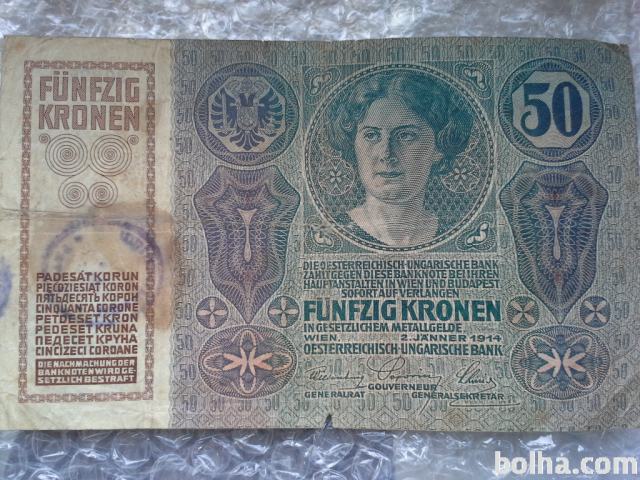 FÜNFZIG
KRONEN
PADESÁT KORUN
PIĘĆDZIESIĄT KORON
ПЯТЬДЕСЯТЬ КОРОН
CINQUANTA CORONE
PETDESET KRON
PEDESET KRUNA
ПЕДЕСЕТ КРУНА
CINCIZECI COROANE
DIE NACHMACHUNG DER
BANKNOTEN WIRD GE-
SETZLICH BESTRAFT
50
DIE OESTERREICHISCH-UNGARISCHE BANK
ZAHLT GEGEN DIESE BANKNOTE BEI IHREN
HAUPTANSTALTEN IN WIEN UND BUDAPEST
SOFORT AUF VERLANGEN
FÜNFZIG KRONEN
IN GESETZLICHEM METALLGELDE
WIEN, 2. JÄNNER 1914
OESTERREICHISCH-UNGARISCHE BANK
GOUVERNEUR
GENERALRAT GENERALSEKRETÄR
bolha.com